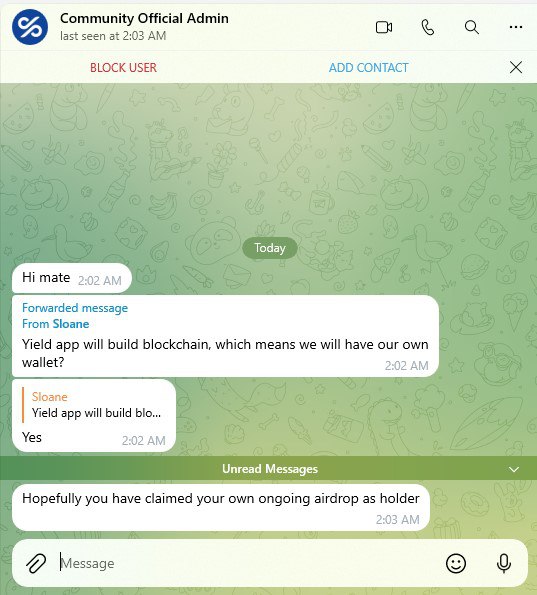 Community Official Admin
last seen at 2:03 AM
BLOCK USER
ADD CONTACT
Today
Hi mate 2:02 AM
Forwarded message
From Sloane
Yield app will build blockchain, which means we will have our own
wallet?
2:02 AM
Sloane
Yield app will build blo...
Yes 2:02 AM
Unread Messages
Hopefully you have claimed your own ongoing airdrop as holder
2:03 AM
Message